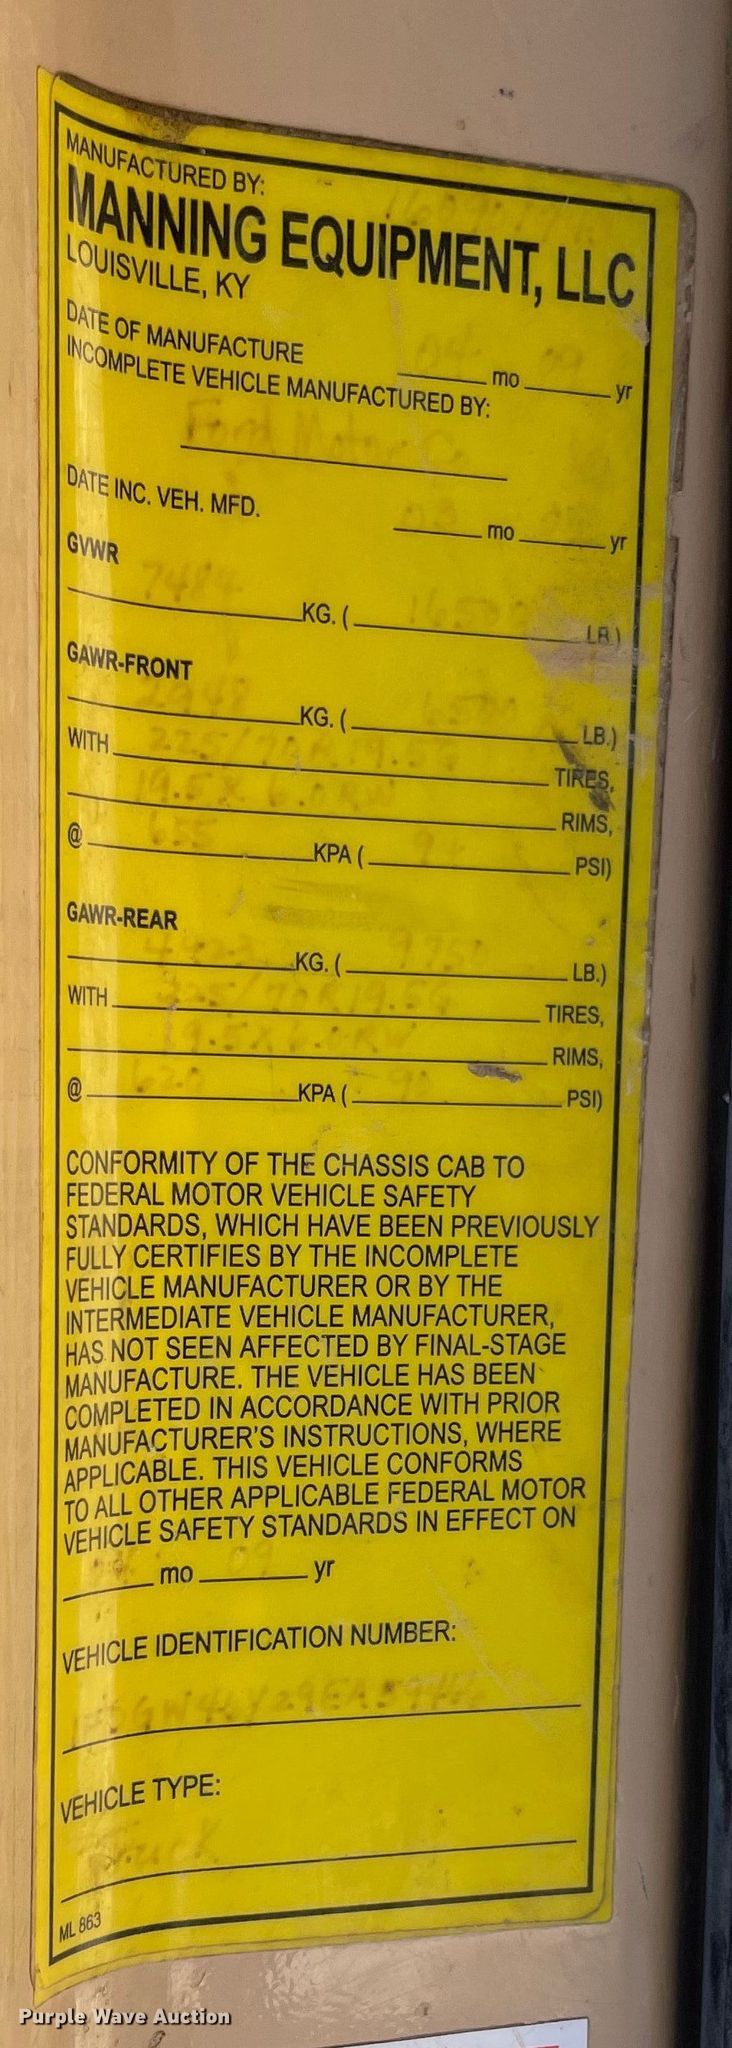 MANUFACTURED BY:
MANNING EQUIPMENT, LLC
LOUISVILLE, KY
DATE OF MANUFACTURE 04 mo 09 yr
INCOMPLETE VEHICLE MANUFACTURED BY:
Ford Motor Co
DATE INC. VEH. MFD. mo yr
GVWR
7484 KG. ( 16500 LB.)
GAWR-FRONT
2948 KG. ( 6500 LB.)
WITH 225/70R19.5G TIRES,
19.5 X 6.0RW RIMS,
@ 655 KPA ( PSI)
GAWR-REAR
KG. ( LB.)
WITH 225/70R19.5G TIRES,
19.5X6.0RW RIMS,
@ 620 KPA ( 90 PSI)
CONFORMITY OF THE CHASSIS CAB TO
FEDERAL MOTOR VEHICLE SAFETY
STANDARDS, WHICH HAVE BEEN PREVIOUSLY
FULLY CERTIFIES BY THE INCOMPLETE
VEHICLE MANUFACTURER OR BY THE
INTERMEDIATE VEHICLE MANUFACTURER,
HAS NOT SEEN AFFECTED BY FINAL-STAGE
MANUFACTURE. THE VEHICLE HAS BEEN
COMPLETED IN ACCORDANCE WITH PRIOR
MANUFACTURER'S INSTRUCTIONS, WHERE
APPLICABLE. THIS VEHICLE CONFORMS
TO ALL OTHER APPLICABLE FEDERAL MOTOR
VEHICLE SAFETY STANDARDS IN EFFECT ON
mo 09 yr
VEHICLE IDENTIFICATION NUMBER:
VEHICLE TYPE:
Truck
ML 863
Purple Wave Auction